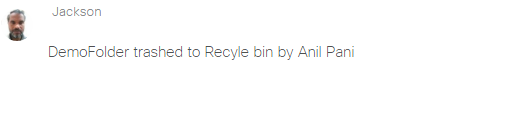 Jackson
DemoFolder trashed to Recyle bin by Anil Pani